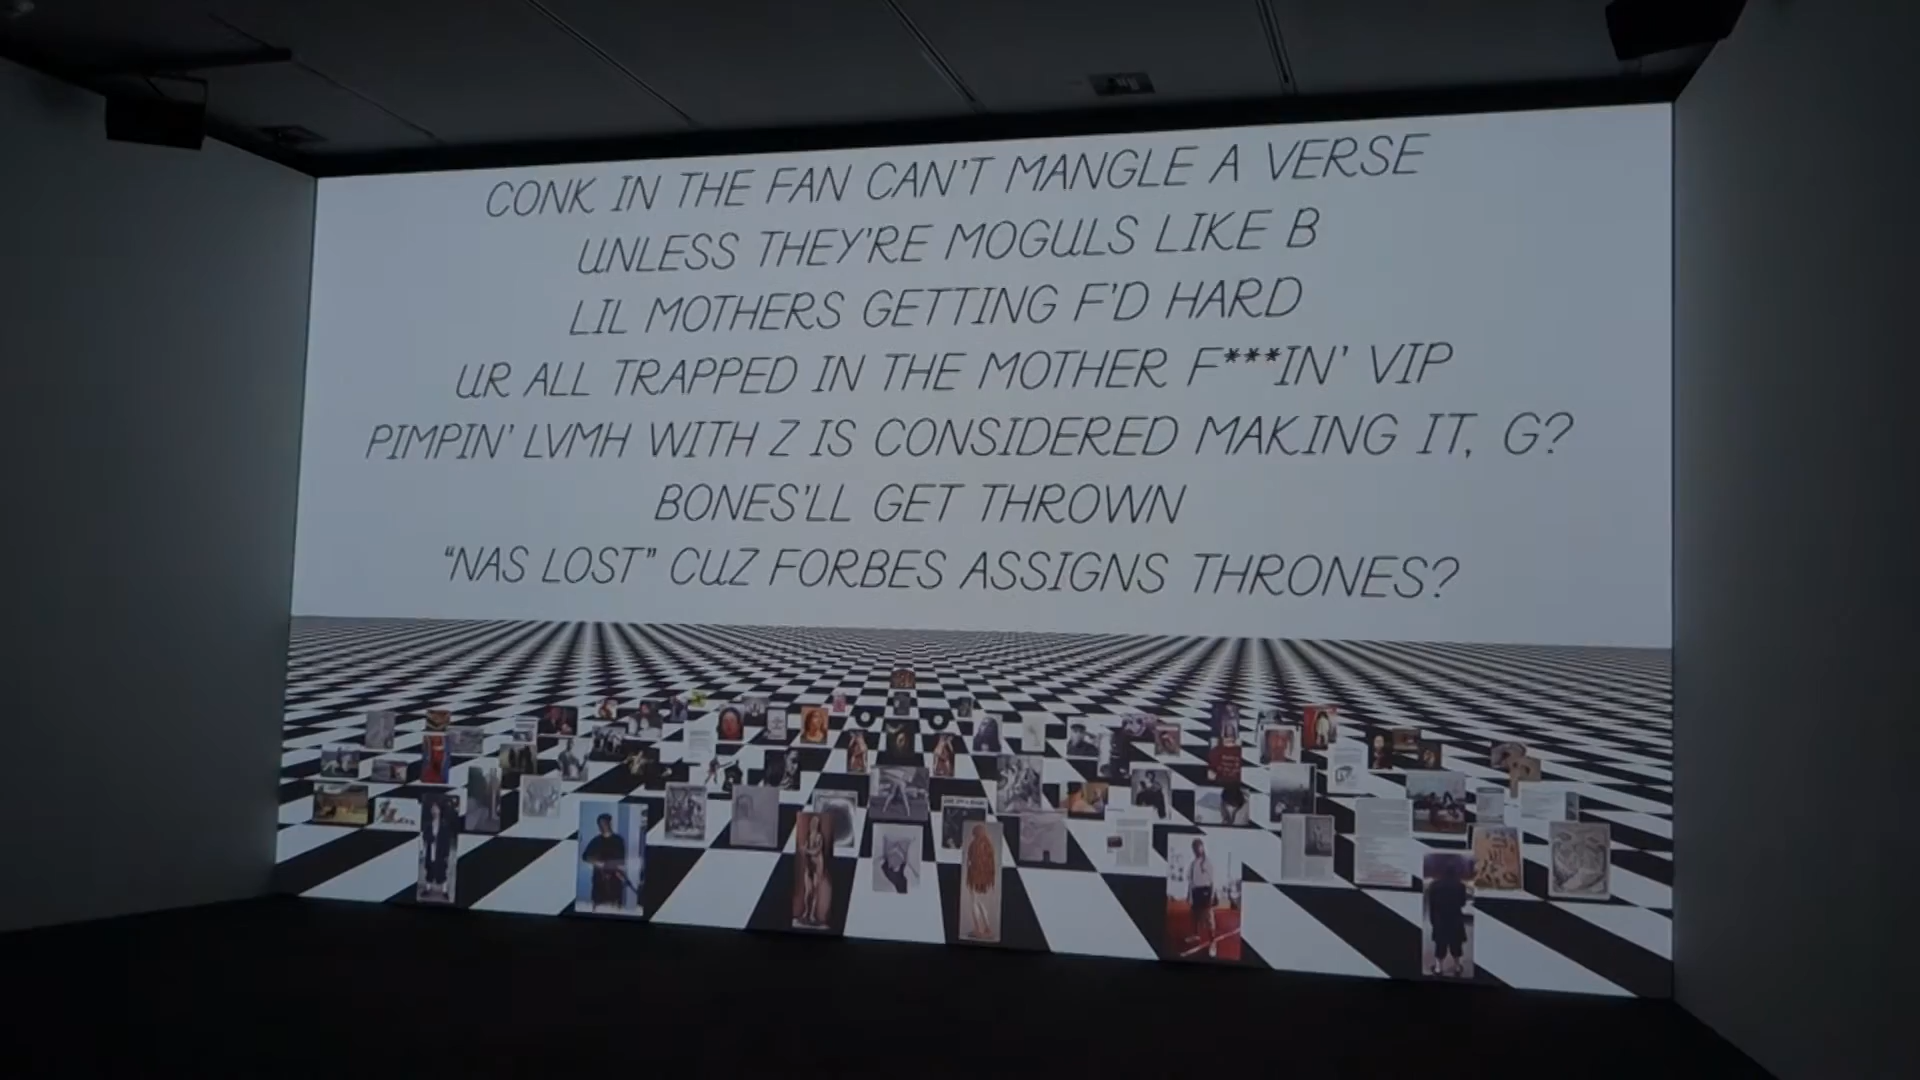 CONK IN THE FAN CAN'T MANGLE A VERSE
UNLESS THEY'RE MOGULS LIKE B
LIL MOTHERS GETTING F'D HARD
UR ALL TRAPPED IN THE MOTHER F***IN' VIP
PIMPIN' LVMH WITH Z IS CONSIDERED MAKING IT, G?
BONES'LL GET THROWN
“NAS LOST” CUZ FORBES ASSIGNS THRONES?